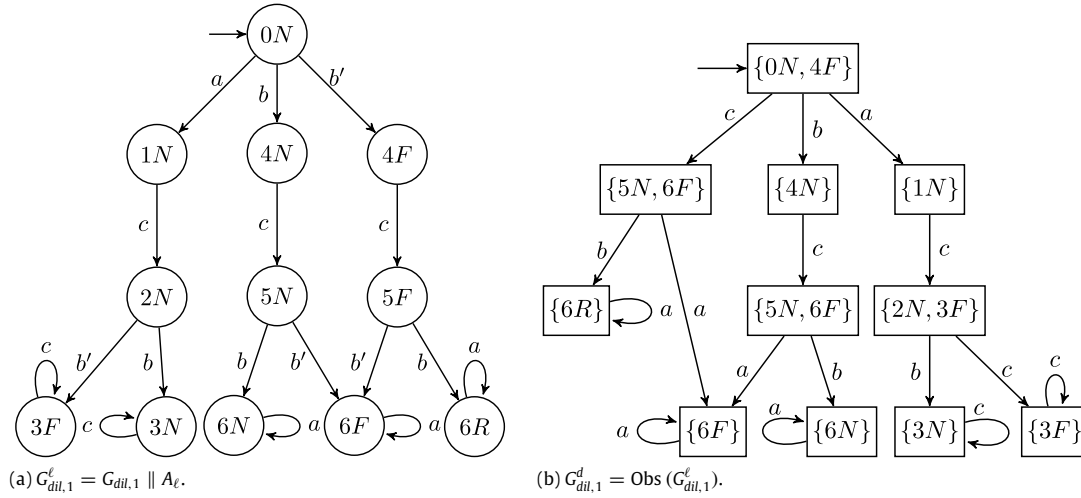 0N
a
b
b′
1N
4N
4F
c
c
c
2N
5N
5F
b′
b
b
b′
b′
b
c
a
3F
c
3N
6N
a
6F
a
6R
(a) G^ℓ_{dil,1} = G_{dil,1} ∥ A_ℓ.
{0N, 4F}
c
b
a
{5N, 6F}
{4N}
{1N}
b
a
c
c
{6R}
a
{5N, 6F}
{2N, 3F}
a
b
b
c
c
a
{6F}
a
{6N}
{3N}
c
{3F}
(b) G^d_{dil,1} = Obs (G^ℓ_{dil,1}).